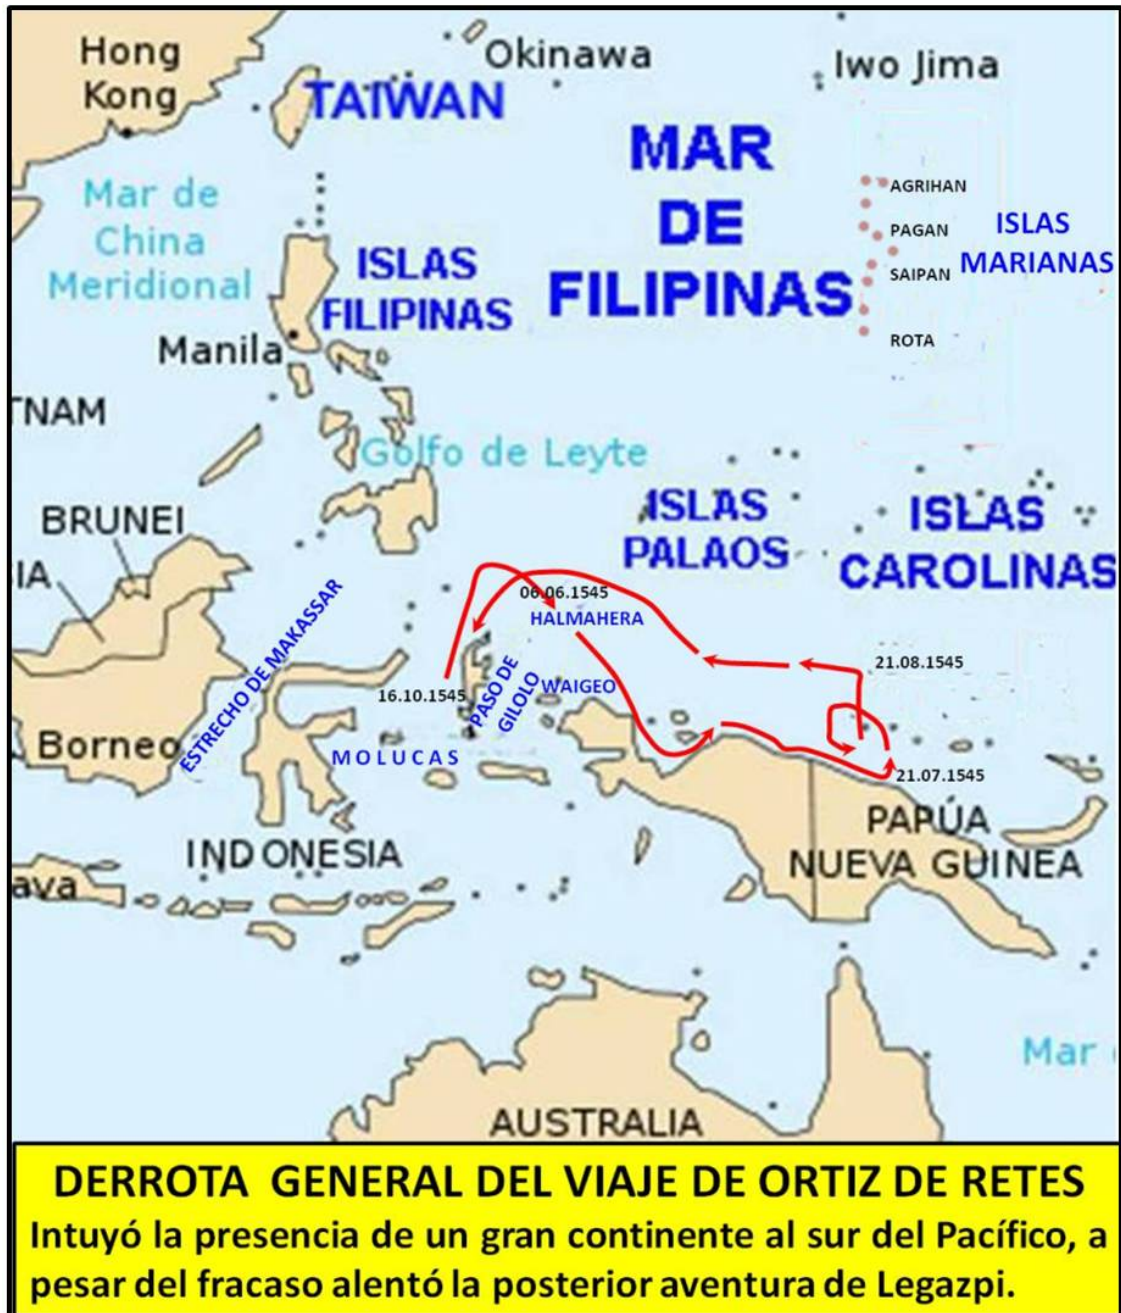 Hong
Kong
Okinawa
Iwo Jima
TAIWAN
MAR
DE
FILIPINAS
Mar de
China
Meridional
AGRIHAN
PAGAN
SAIPAN
ROTA
ISLAS
MARIANAS
ISLAS
FILIPINAS
Manila
TNAM
Golfo de Leyte
BRUNEI
IA
ISLAS
PALAOS
ISLAS
CAROLINAS
06.06.1545
HALMAHERA
ESTRECHO DE MAKASSAR
16.10.1545
PASO DE
GILOLO
WAIGEO
21.08.1545
Borneo
MOLUCAS
21.07.1545
PAPÚA
NUEVA GUINEA
INDONESIA
ava
Mar
AUSTRALIA
DERROTA GENERAL DEL VIAJE DE ORTIZ DE RETES
Intuyó la presencia de un gran continente al sur del Pacífico, a
pesar del fracaso alentó la posterior aventura de Legazpi.